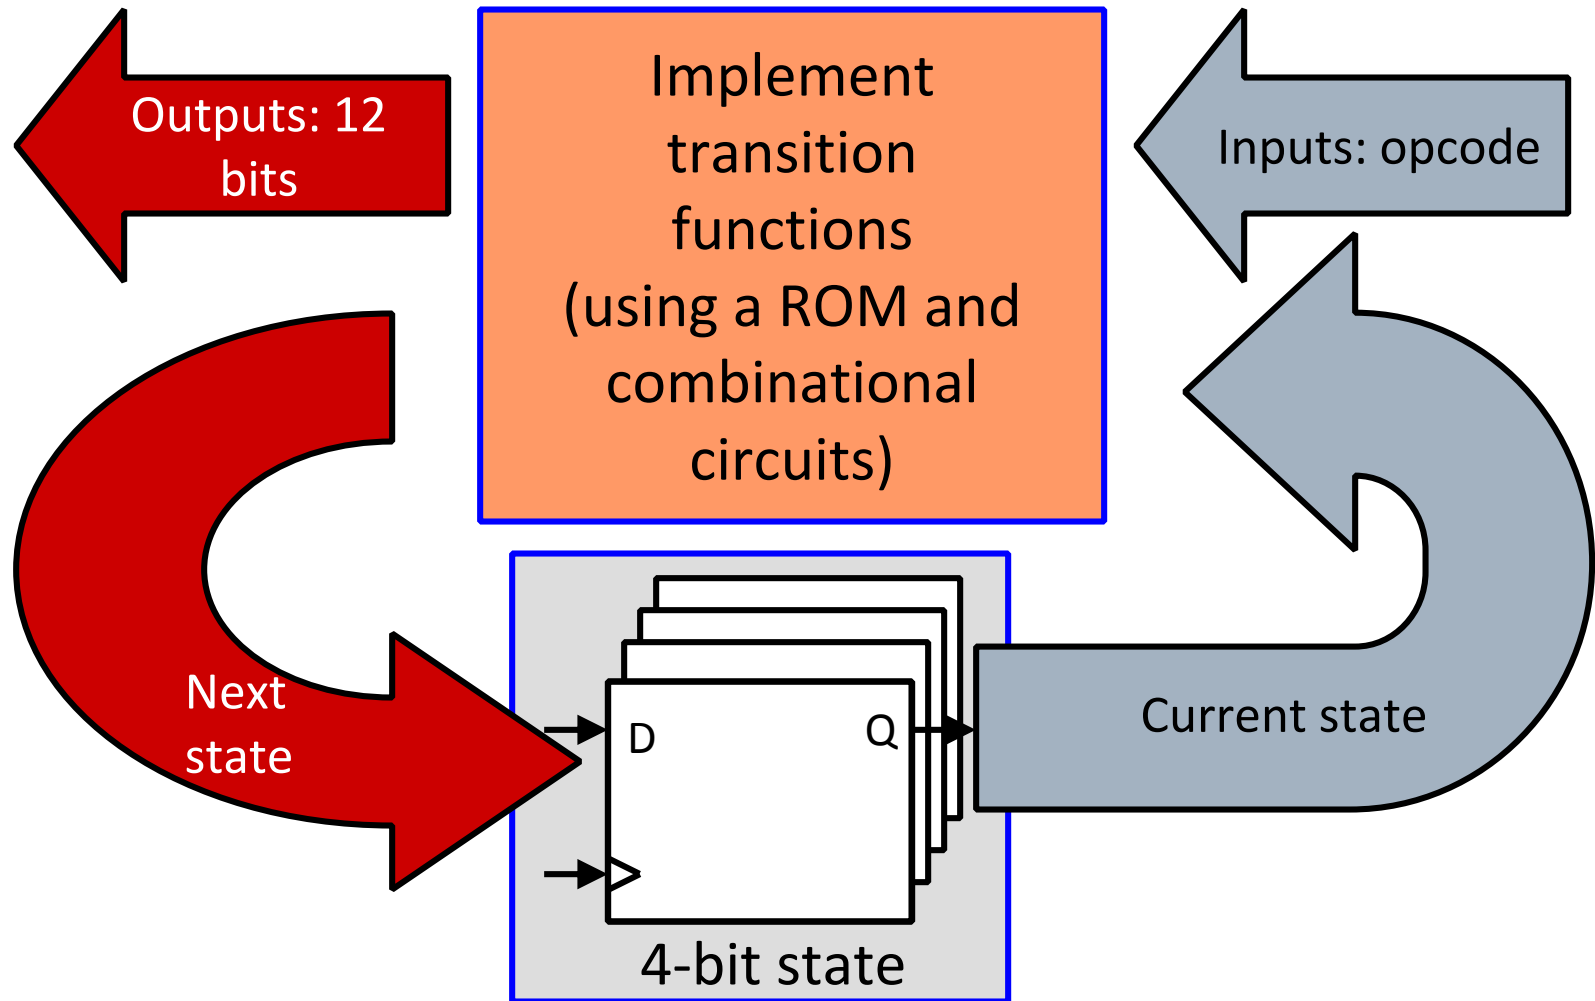 Outputs: 12
bits
Implement
transition
functions
(using a ROM and
combinational
circuits)
Inputs: opcode
Next
state
D
Q
Current state
4-bit state